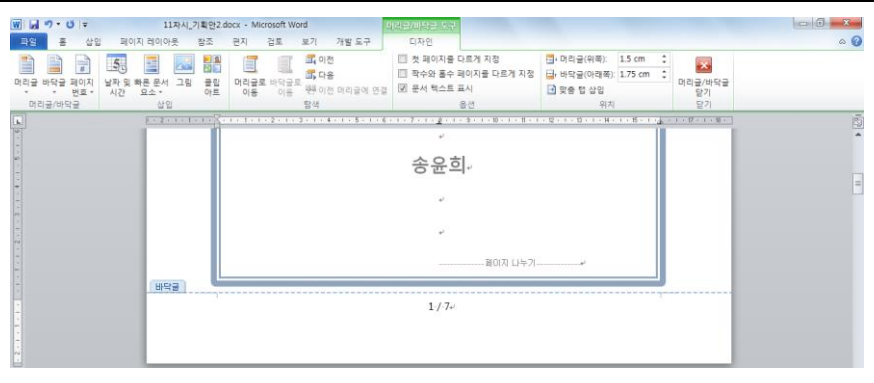 W 11차시_기획안2.docx - Microsoft Word 머리글/바닥글 도구
파일 홈 삽입 페이지 레이아웃 참조 편지 검토 보기 개발 도구 디자인
머리글 바닥글 페이지 번호
날짜 및 시간 빠른 문서 요소 그림 클립 아트
머리글로 이동 바닥글로 이동
이전
다음
이전 머리글에 연결
첫 페이지를 다르게 지정
짝수와 홀수 페이지를 다르게 지정
문서 텍스트 표시
머리글(위쪽): 1.5 cm
바닥글(아래쪽): 1.75 cm
맞춤 탭 삽입
머리글/바닥글 닫기
머리글/바닥글 삽입 탐색 옵션 위치 닫기
송윤희
페이지 나누기
바닥글
1 / 7